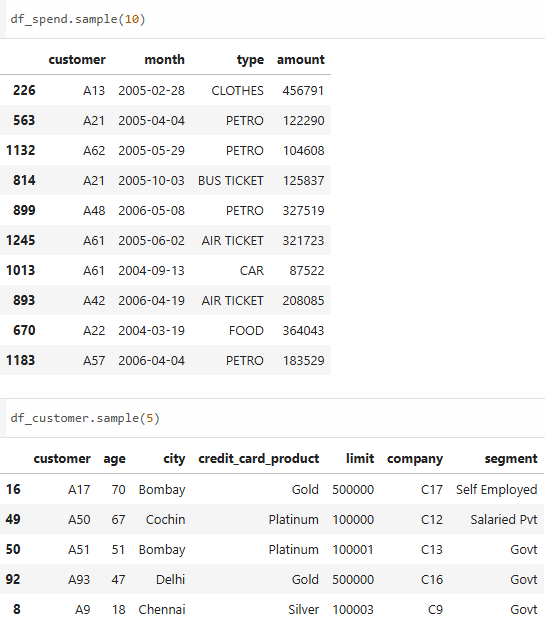 df_spend.sample(10)
customer month type amount
226 A13 2005-02-28 CLOTHES 456791
563 A21 2005-04-04 PETRO 122290
1132 A62 2005-05-29 PETRO 104608
814 A21 2005-10-03 BUS TICKET 125837
899 A48 2006-05-08 PETRO 327519
1245 A61 2005-06-02 AIR TICKET 321723
1013 A61 2004-09-13 CAR 87522
893 A42 2006-04-19 AIR TICKET 208085
670 A22 2004-03-19 FOOD 364043
1183 A57 2006-04-04 PETRO 183529
df_customer.sample(5)
customer age city credit_card_product limit company segment
16 A17 70 Bombay Gold 500000 C17 Self Employed
49 A50 67 Cochin Platinum 100000 C12 Salaried Pvt
50 A51 51 Bombay Platinum 100001 C13 Govt
92 A93 47 Delhi Gold 500000 C16 Govt
8 A9 18 Chennai Silver 100003 C9 Govt